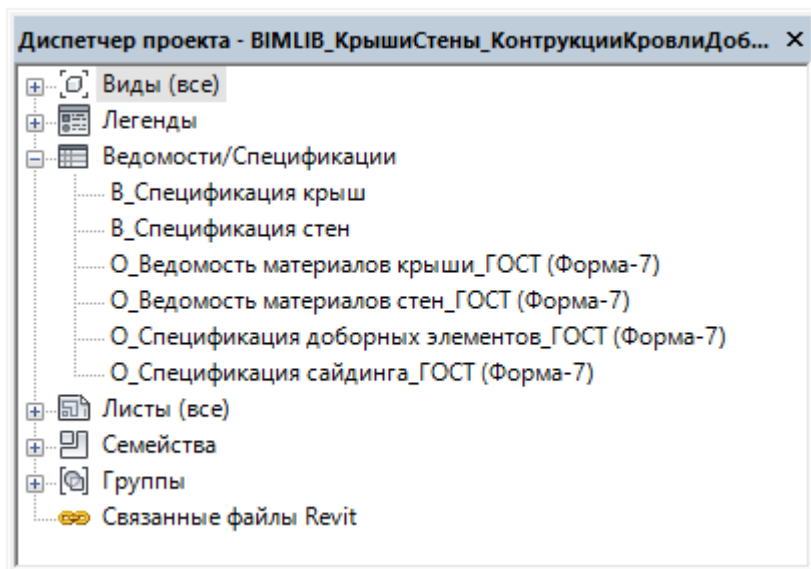 Диспетчер проекта - BIMLIB_КрышиСтены_КонтрукцииКровлиДоб...
Виды (все)
Легенды
Ведомости/Спецификации
В_Спецификация крыш
В_Спецификация стен
О_Ведомость материалов крыши_ГОСТ (Форма-7)
О_Ведомость материалов стен_ГОСТ (Форма-7)
О_Спецификация доборных элементов_ГОСТ (Форма-7)
О_Спецификация сайдинга_ГОСТ (Форма-7)
Листы (все)
Семейства
Группы
Связанные файлы Revit